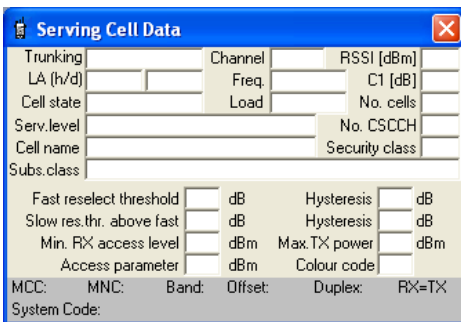 Serving Cell Data
Trunking Channel RSSI [dBm]
LA (h/d) Freq. C1 [dB]
Cell state Load No. cells
Serv.level No. CSCCH
Cell name Security class
Subs.class
Fast reselect threshold dB Hysteresis dB
Slow res.thr. above fast dB Hysteresis dB
Min. RX access level dBm Max.TX power dBm
Access parameter dBm Colour code
MCC: MNC: Band: Offset: Duplex: RX=TX
System Code: